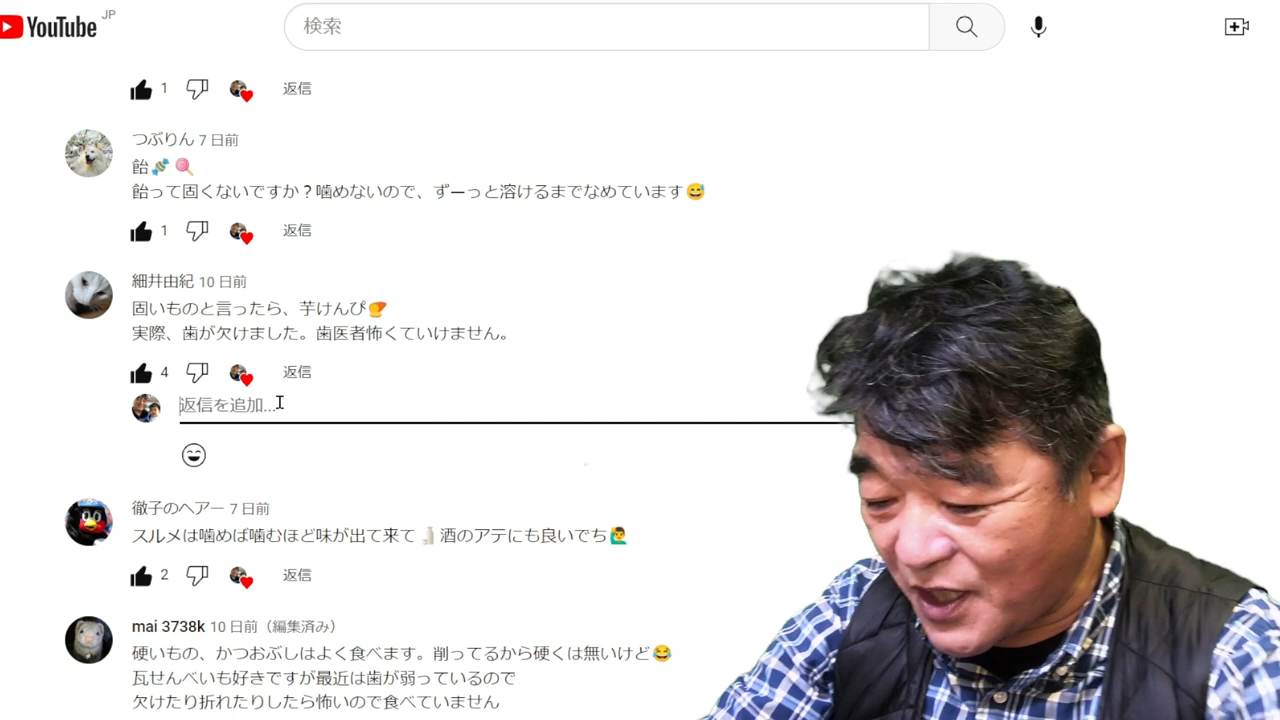 YouTube JP
検索
1 返信
つぶりん 7 日前
飴🍬🍭
飴って固くないですか？噛めないので、ずーっと溶けるまでなめています😅
1 返信
細井由紀 10 日前
固いものと言ったら、芋けんぴ🍠
実際、歯が欠けました。歯医者怖くていけません。
4 返信
返信を追加...
徹子のヘアー 7 日前
スルメは噛めば噛むほど味が出て来て🍶酒のアテにも良いでち🙋‍♂️
2 返信
mai 3738k 10 日前（編集済み）
硬いもの、かつおぶしはよく食べます。削ってるから硬くは無いけど😂
瓦せんべいも好きですが最近は歯が弱っているので
欠けたり折れたりしたら怖いので食べていません